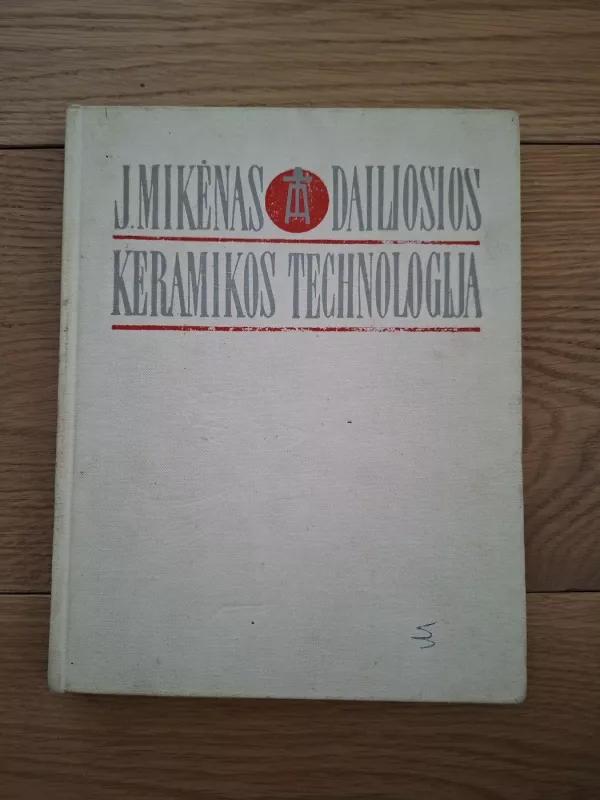 J. MIKĖNAS DAILIOSIOS
KERAMIKOS TECHNOLOGIJA